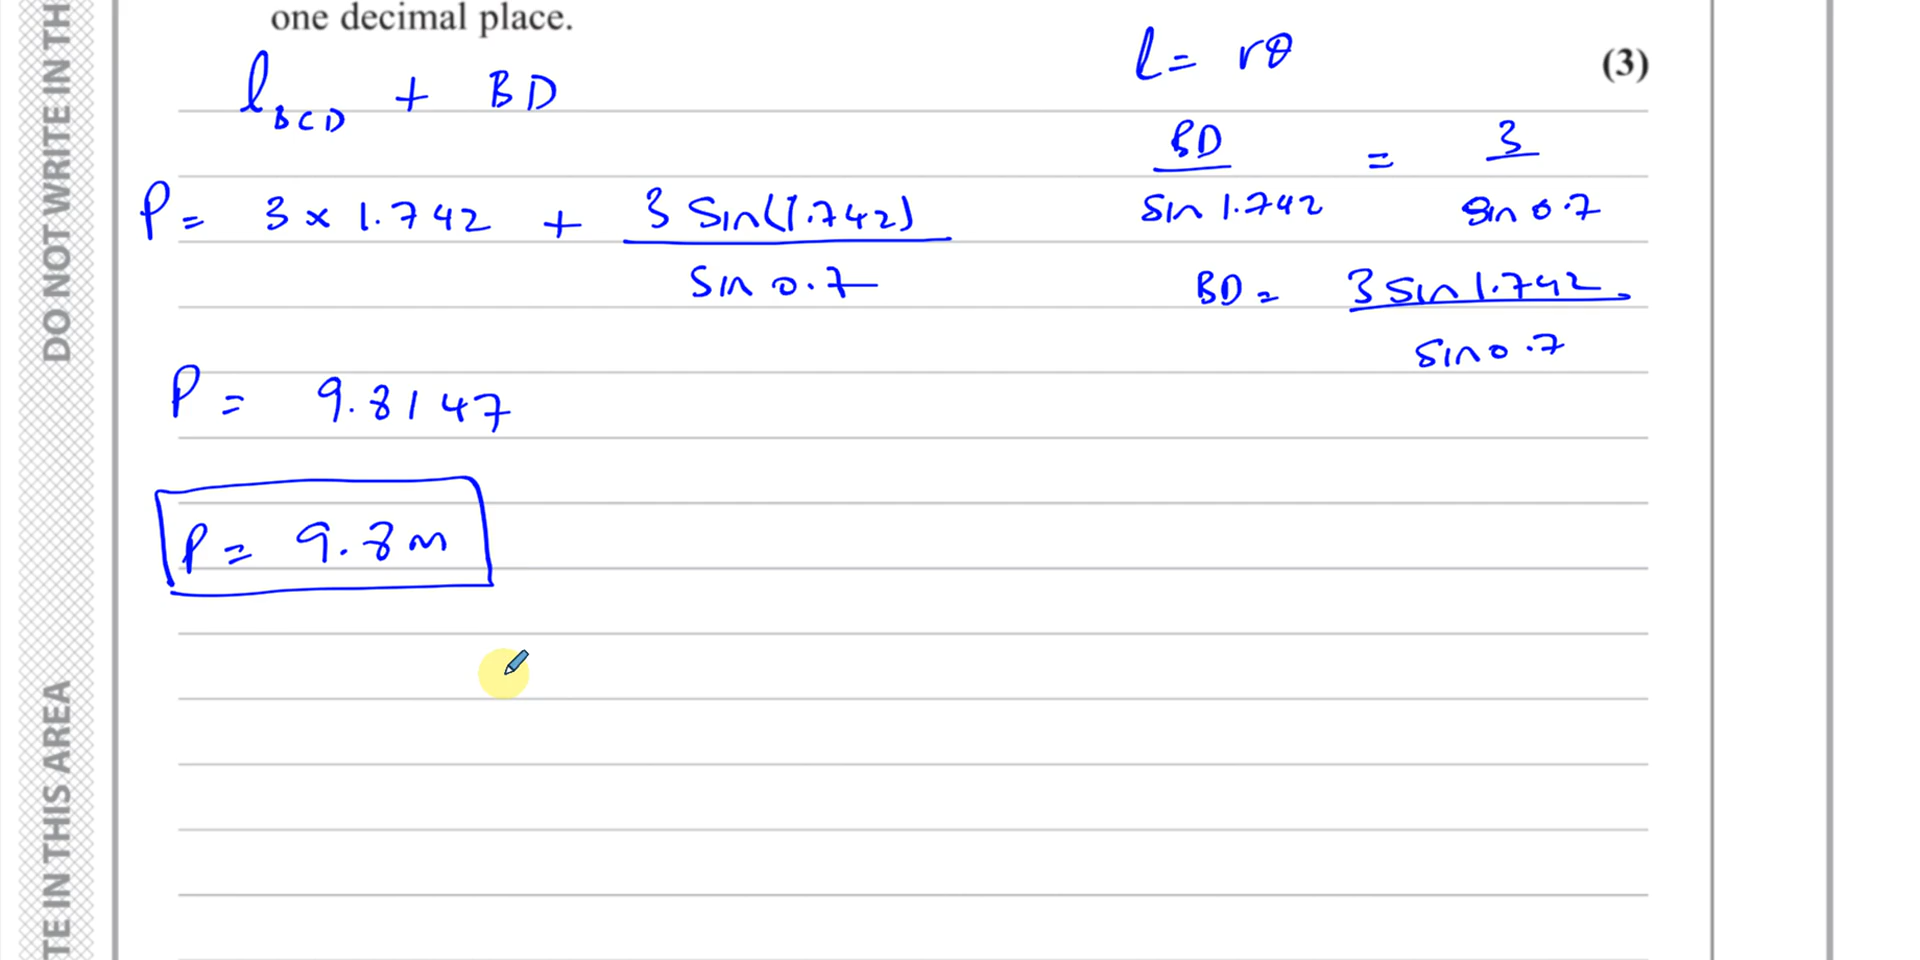 one decimal place.
(3)
l_BCD + BD
P = 3 × 1.742 + 3 Sin(1.742) / Sin 0.7
P = 9.8147
P = 9.8 m
l = rθ
BD / Sin 1.742 = 3 / Sin 0.7
BD = 3 Sin 1.742 / Sin 0.7
DO NOT WRITE IN TH
TE IN THIS AREA